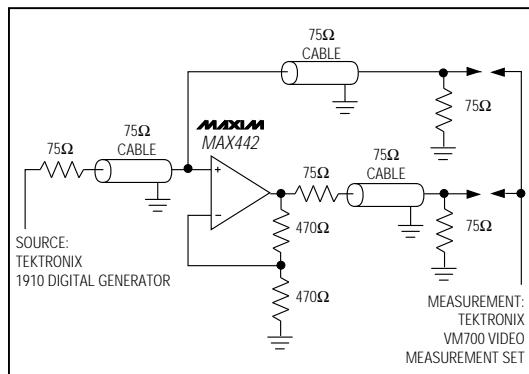 75Ω
CABLE
75Ω
75Ω
CABLE
MAXIM
MAX442
75Ω
75Ω
75Ω
CABLE
+
−
470Ω
75Ω
SOURCE:
TEKTRONIX
1910 DIGITAL GENERATOR
470Ω
MEASUREMENT:
TEKTRONIX
VM700 VIDEO
MEASUREMENT SET